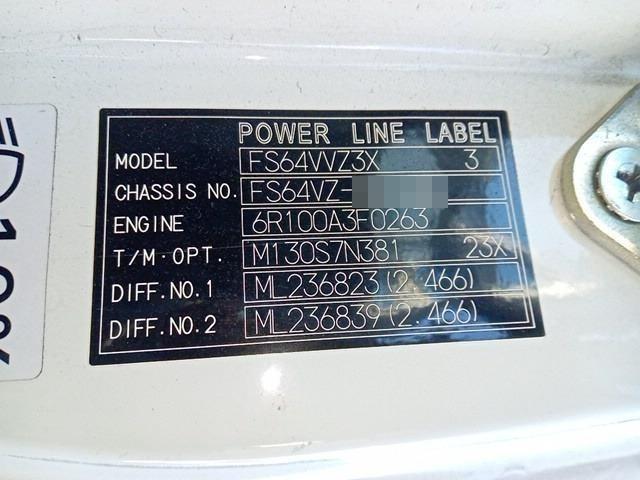 POWER LINE LABEL
MODEL FS64VVZ3X 3
CHASSIS NO. FS64VZ-
ENGINE 6R100A3F0263
T/M·OPT. M130S7N381 23X
DIFF.NO.1 ML236823(2.466)
DIFF.NO.2 ML236839(2.466)